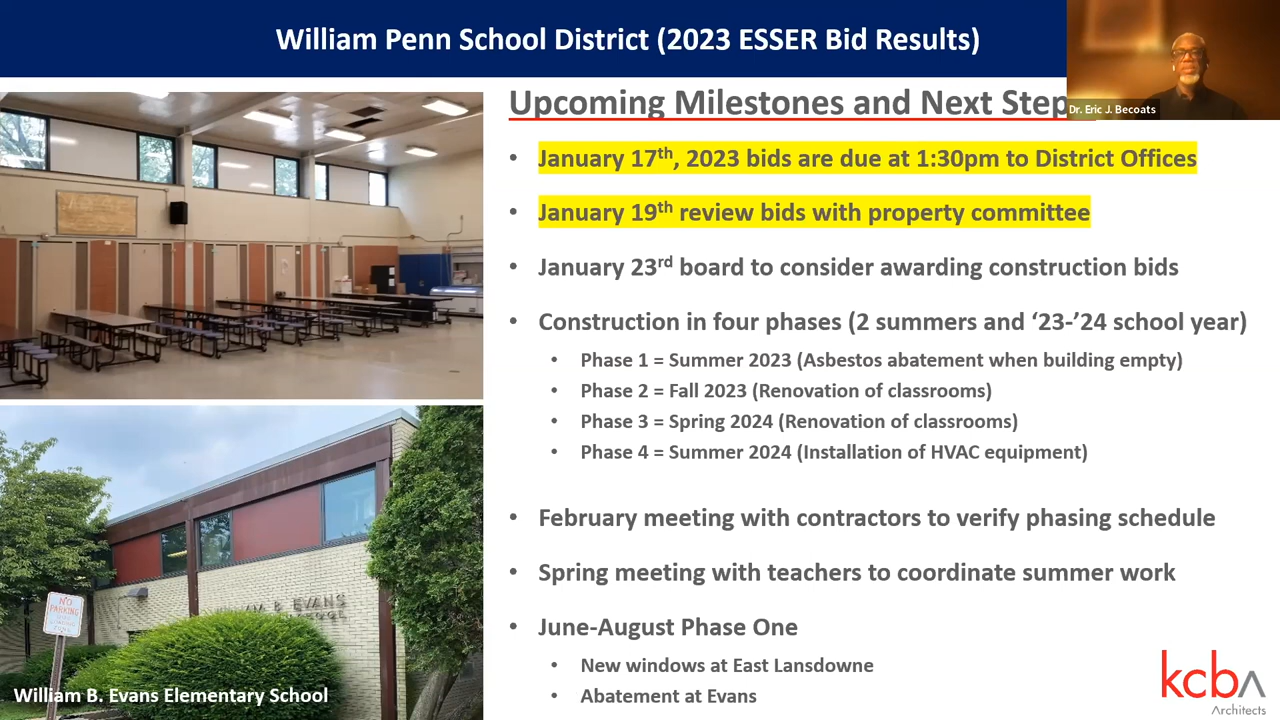 William Penn School District (2023 ESSER Bid Results)
Dr. Eric J. Becoats
Upcoming Milestones and Next Step
• January 17th, 2023 bids are due at 1:30pm to District Offices
• January 19th review bids with property committee
• January 23rd board to consider awarding construction bids
• Construction in four phases (2 summers and ‘23-’24 school year)
• Phase 1 = Summer 2023 (Asbestos abatement when building empty)
• Phase 2 = Fall 2023 (Renovation of classrooms)
• Phase 3 = Spring 2024 (Renovation of classrooms)
• Phase 4 = Summer 2024 (Installation of HVAC equipment)
• February meeting with contractors to verify phasing schedule
• Spring meeting with teachers to coordinate summer work
• June-August Phase One
• New windows at East Lansdowne
• Abatement at Evans
NO
PARKING
EVANS
William B. Evans Elementary School
kcba
Architects